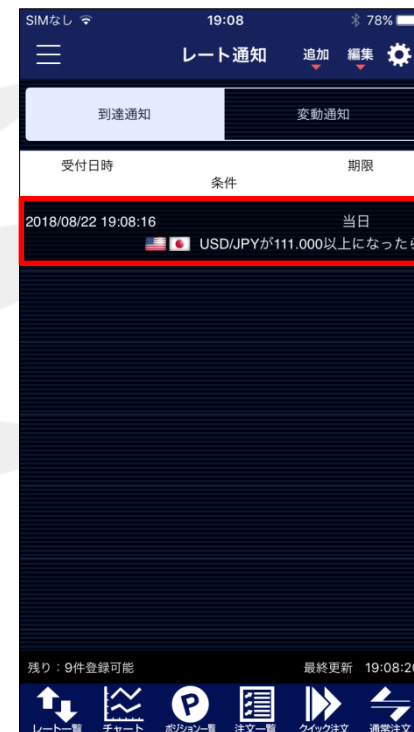 SIMなし 19:08 78%
レート通知 追加 編集
到達通知 変動通知
受付日時 期限
条件
2018/08/22 19:08:16 当日
USD/JPYが111.000以上になったら
残り：9件登録可能 最終更新 19:08:20
P
レート一覧 チャート ポジション一覧 注文一覧 クイック注文 通常注文